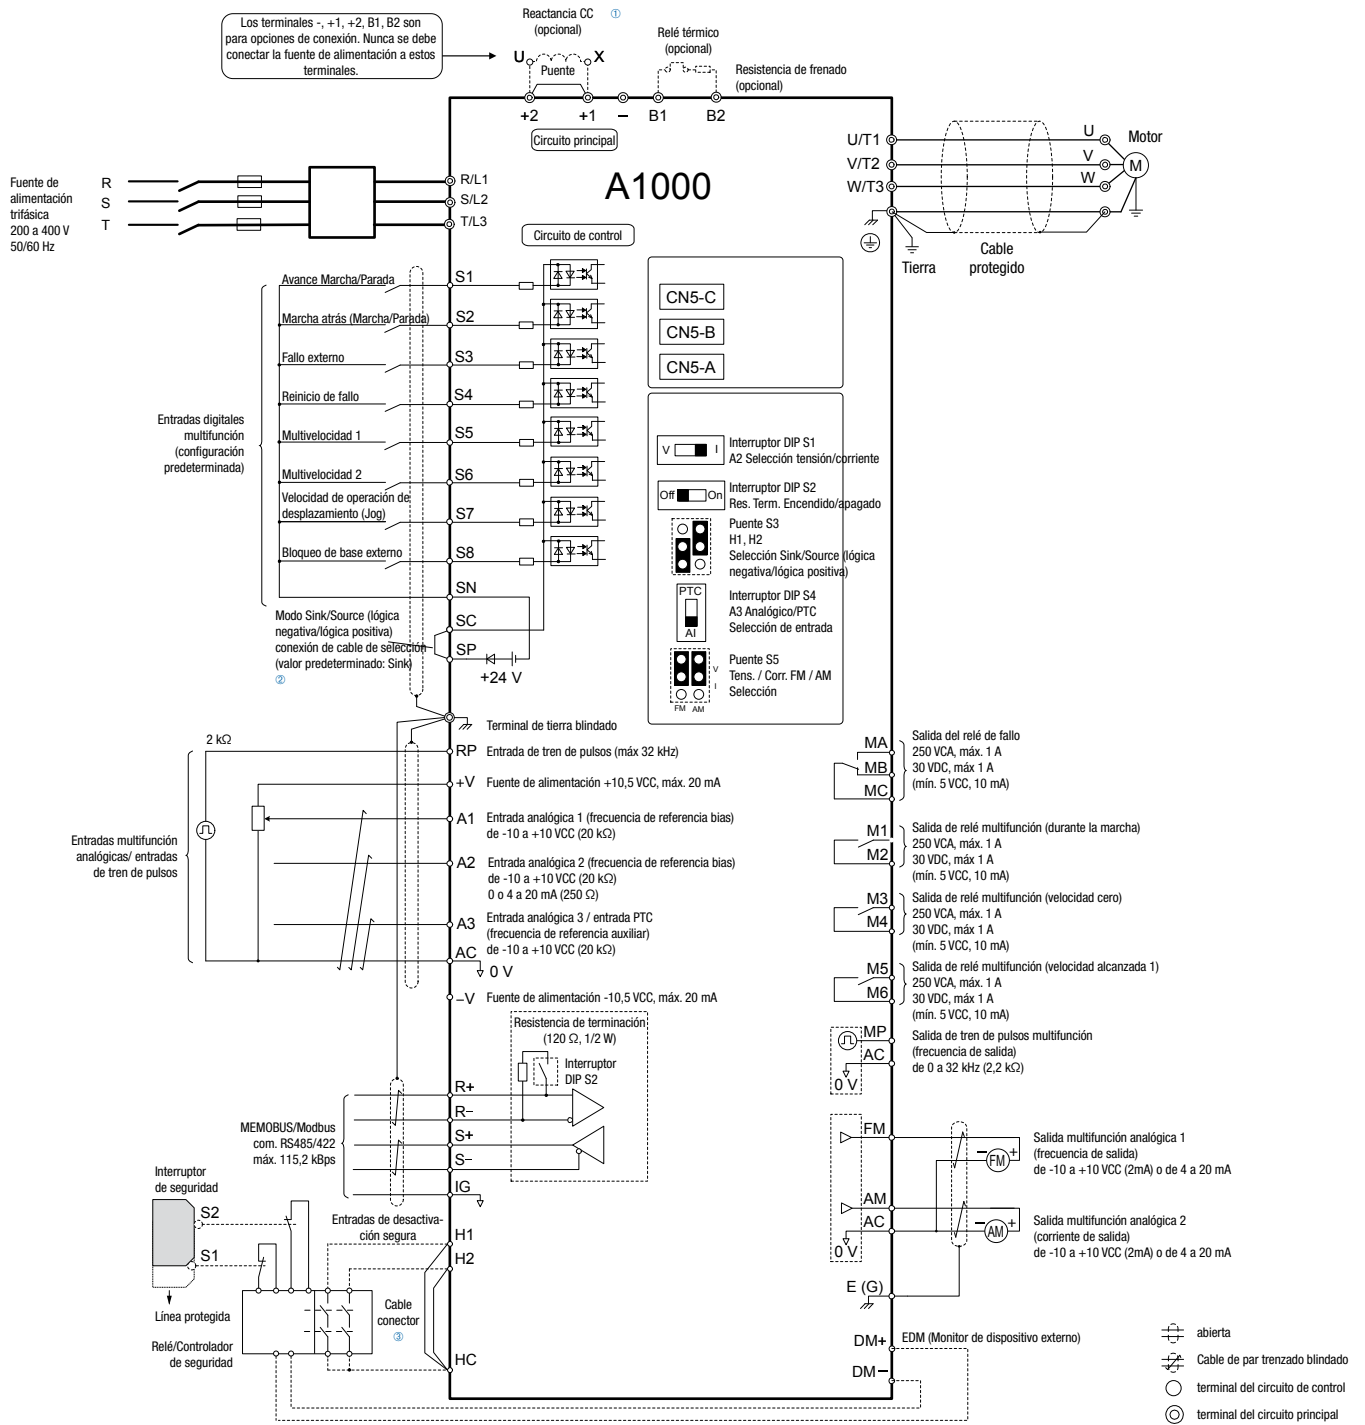 Los terminales -, +1, +2, B1, B2 son
para opciones de conexión. Nunca se debe
conectar la fuente de alimentación a estos
terminales.
Reactancia CC ①
(opcional)
U X
Puente
Relé térmico
(opcional)
Resistencia de frenado
(opcional)
+2 +1 – B1 B2
Circuito principal
A1000
Fuente de
alimentación
trifásica
200 a 400 V
50/60 Hz
R
S
T
R/L1
S/L2
T/L3
U/T1
V/T2
W/T3
U
V
W
Motor
M
Tierra
Cable
protegido
Circuito de control
Entradas digitales
multifunción
(configuración
predeterminada)
Avance Marcha/Parada
S1
Marcha atrás (Marcha/Parada)
S2
Fallo externo
S3
Reinicio de fallo
S4
Multivelocidad 1
S5
Multivelocidad 2
S6
Velocidad de operación de
desplazamiento (Jog)
S7
Bloqueo de base externo
S8
SN
SC
SP
+24 V
Modo Sink/Source (lógica
negativa/lógica positiva)
conexión de cable de selección
(valor predeterminado: Sink)
②
CN5-C
CN5-B
CN5-A
V I
Interruptor DIP S1
A2 Selección tensión/corriente
Off On
Interruptor DIP S2
Res. Term. Encendido/apagado
Puente S3
H1, H2
Selección Sink/Source (lógica
negativa/lógica positiva)
PTC
AI
Interruptor DIP S4
A3 Analógico/PTC
Selección de entrada
V
I
FM AM
Puente S5
Tens. / Corr. FM / AM
Selección
Terminal de tierra blindado
Entradas multifunción
analógicas/ entradas
de tren de pulsos
2 kΩ
RP Entrada de tren de pulsos (máx 32 kHz)
+V Fuente de alimentación +10,5 VCC, máx. 20 mA
A1 Entrada analógica 1 (frecuencia de referencia bias)
de -10 a +10 VCC (20 kΩ)
A2 Entrada analógica 2 (frecuencia de referencia bias)
de -10 a +10 VCC (20 kΩ)
0 o 4 a 20 mA (250 Ω)
A3 Entrada analógica 3 / entrada PTC
(frecuencia de referencia auxiliar)
de -10 a +10 VCC (20 kΩ)
AC
0 V
–V Fuente de alimentación -10,5 VCC, máx. 20 mA
MA
MB
MC
Salida del relé de fallo
250 VCA, máx. 1 A
30 VDC, máx 1 A
(mín. 5 VCC, 10 mA)
M1
M2
Salida de relé multifunción (durante la marcha)
250 VCA, máx. 1 A
30 VDC, máx 1 A
(mín. 5 VCC, 10 mA)
M3
M4
Salida de relé multifunción (velocidad cero)
250 VCA, máx. 1 A
30 VDC, máx 1 A
(mín. 5 VCC, 10 mA)
M5
M6
Salida de relé multifunción (velocidad alcanzada 1)
250 VCA, máx. 1 A
30 VDC, máx 1 A
(mín. 5 VCC, 10 mA)
MP
AC
0 V
Salida de tren de pulsos multifunción
(frecuencia de salida)
de 0 a 32 kHz (2,2 kΩ)
Resistencia de terminación
(120 Ω, 1/2 W)
Interruptor
DIP S2
MEMOBUS/Modbus
com. RS485/422
máx. 115,2 kBps
R+
R–
S+
S–
IG
FM
– FM +
Salida multifunción analógica 1
(frecuencia de salida)
de -10 a +10 VCC (2mA) o de 4 a 20 mA
AM
AC
0 V
– AM +
Salida multifunción analógica 2
(corriente de salida)
de -10 a +10 VCC (2mA) o de 4 a 20 mA
E (G)
Interruptor
de seguridad
S2
S1
Línea protegida
Relé/Controlador
de seguridad
Entradas de desactiva-
ción segura
H1
H2
HC
Cable
conector
③
DM+
DM–
EDM (Monitor de dispositivo externo)
abierta
Cable de par trenzado blindado
terminal del circuito de control
terminal del circuito principal